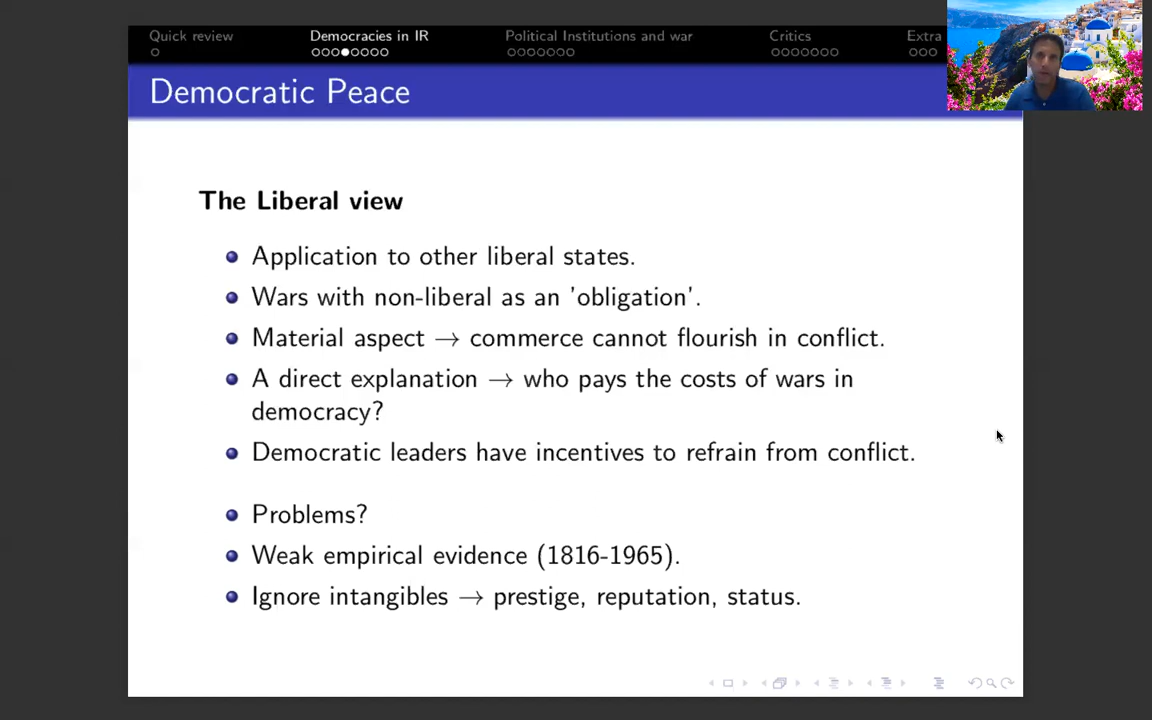 Quick review
Democracies in IR
Political Institutions and war
Critics
Extra
Democratic Peace
The Liberal view
Application to other liberal states.
Wars with non-liberal as an 'obligation'.
Material aspect → commerce cannot flourish in conflict.
A direct explanation → who pays the costs of wars in
democracy?
Democratic leaders have incentives to refrain from conflict.
Problems?
Weak empirical evidence (1816-1965).
Ignore intangibles → prestige, reputation, status.